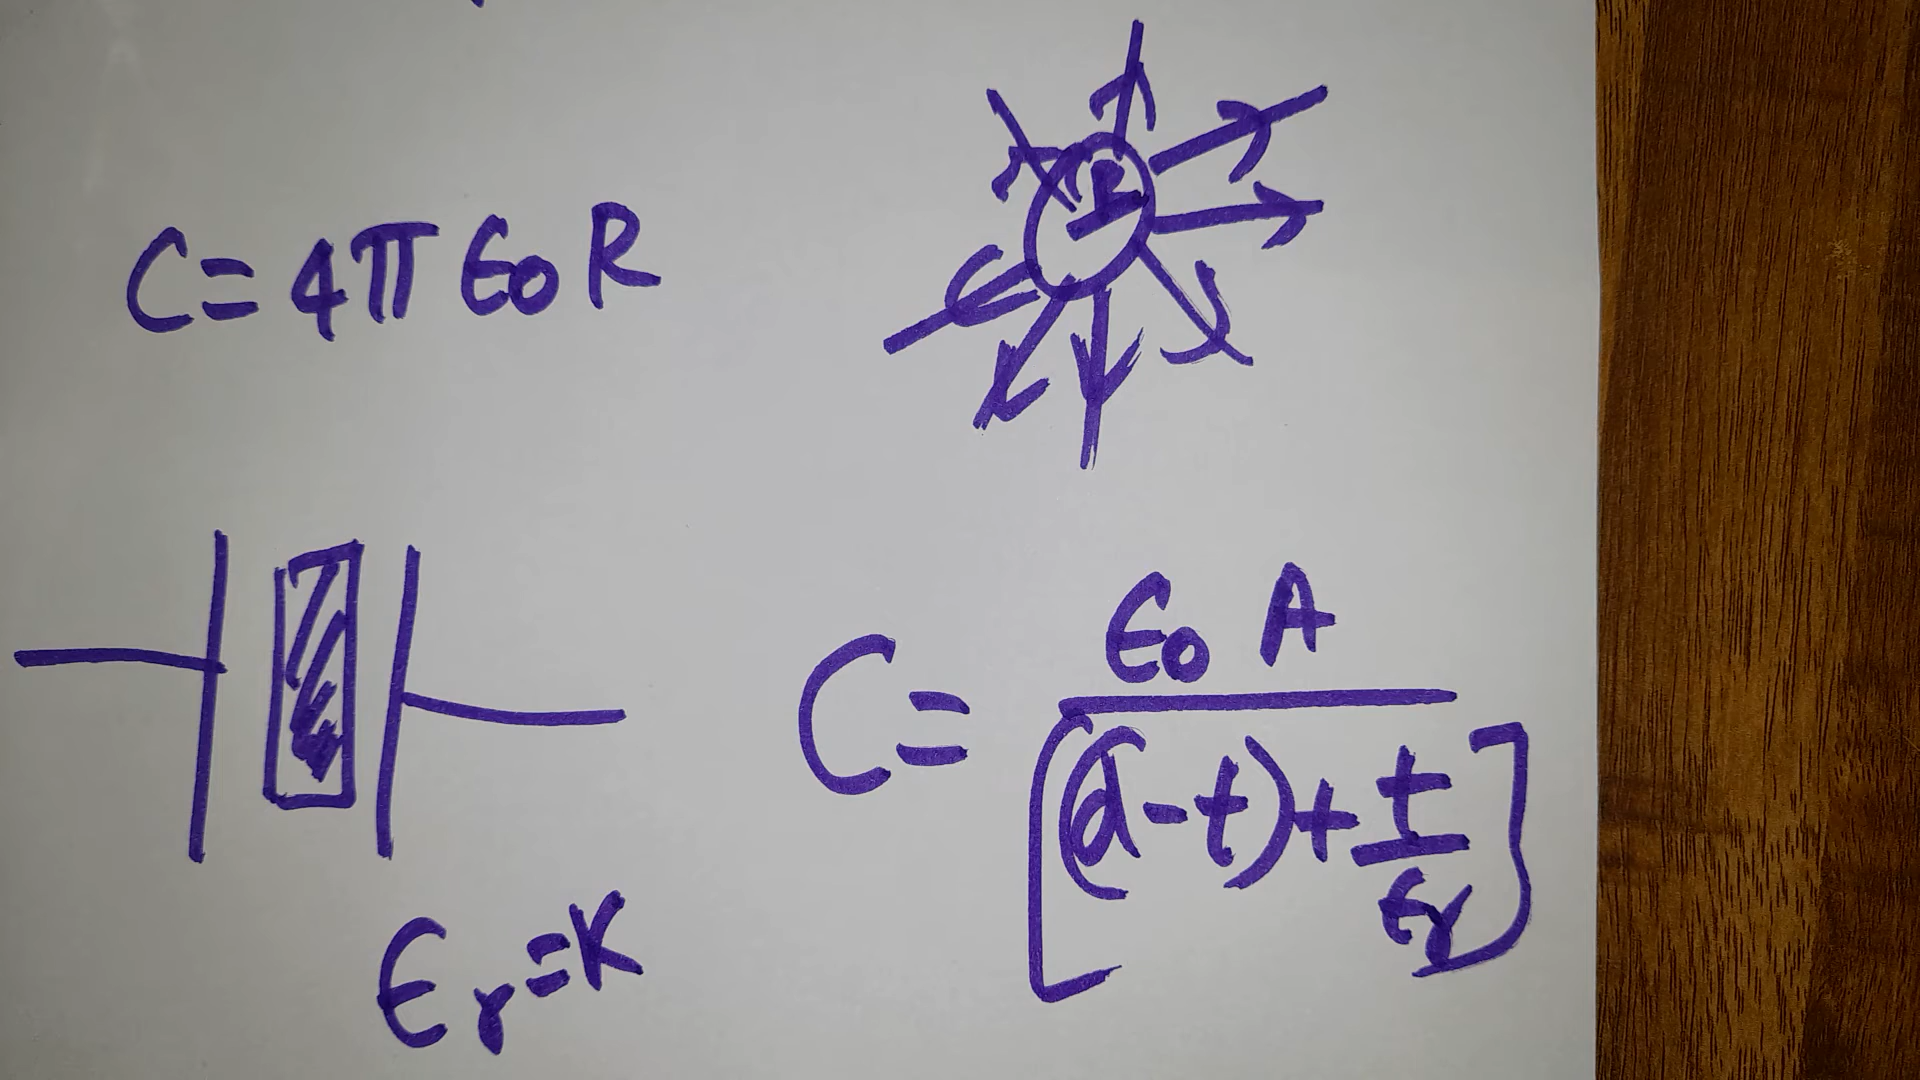 C = 4π ε0 R
R
C = ε0 A / [(d - t) + t / εr]
εr = K